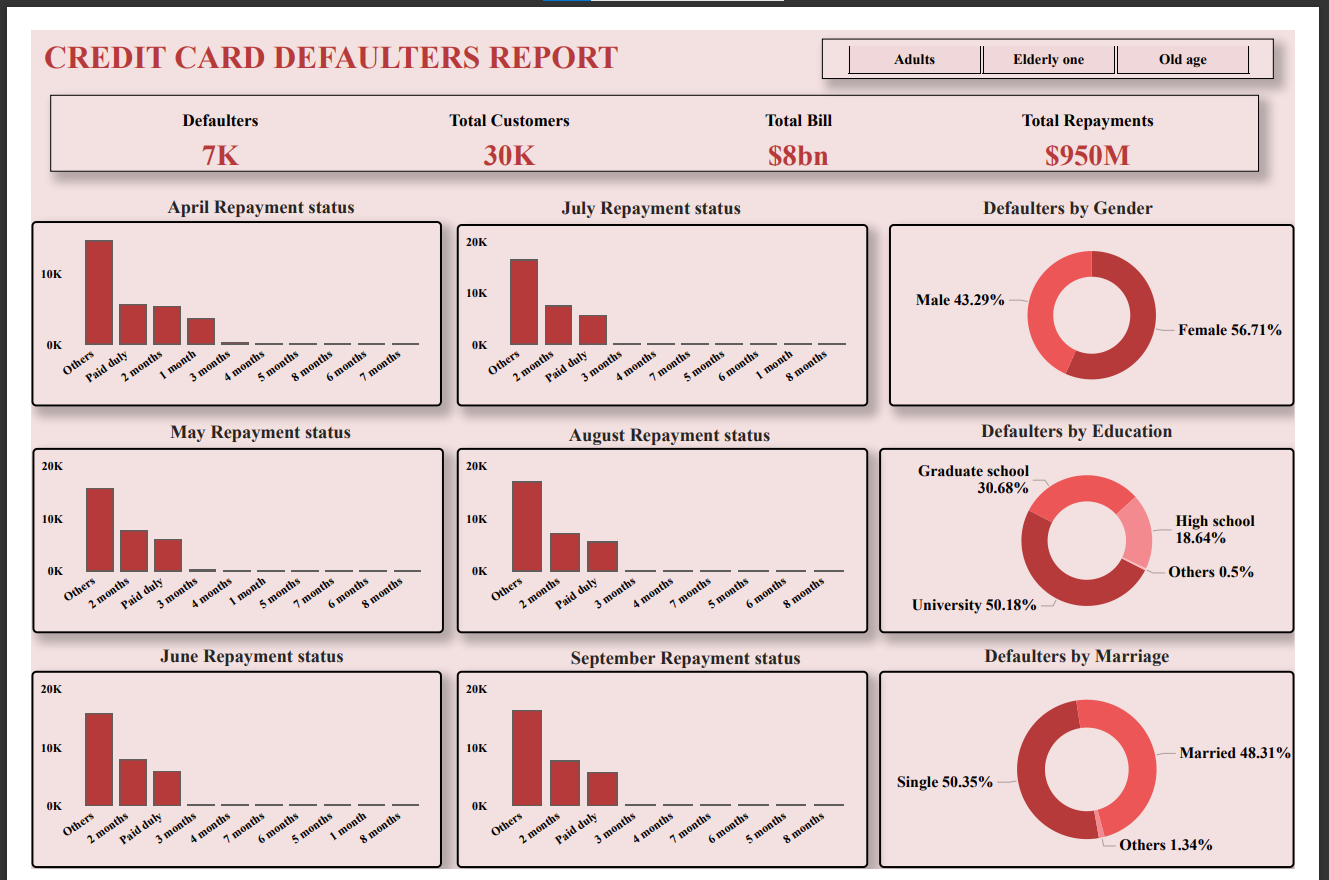 CREDIT CARD DEFAULTERS REPORT
Adults
Elderly one
Old age
Defaulters
Total Customers
Total Bill
Total Repayments
7K
30K
$8bn
$950M
April Repayment status
10K
0K
Others
Paid duly
2 months
1 month
3 months
4 months
5 months
8 months
6 months
7 months
July Repayment status
20K
10K
0K
Others
2 months
Paid duly
3 months
4 months
7 months
5 months
6 months
1 month
8 months
Defaulters by Gender
Male 43.29%
Female 56.71%
May Repayment status
20K
10K
0K
Others
2 months
Paid duly
3 months
4 months
1 month
5 months
7 months
6 months
8 months
August Repayment status
20K
10K
0K
Others
2 months
Paid duly
3 months
4 months
7 months
5 months
6 months
8 months
Defaulters by Education
Graduate school
30.68%
High school
18.64%
Others 0.5%
University 50.18%
June Repayment status
20K
10K
0K
Others
2 months
Paid duly
3 months
4 months
7 months
6 months
5 months
1 month
8 months
September Repayment status
20K
10K
0K
Others
2 months
Paid duly
3 months
4 months
7 months
6 months
5 months
8 months
Defaulters by Marriage
Married 48.31%
Single 50.35%
Others 1.34%